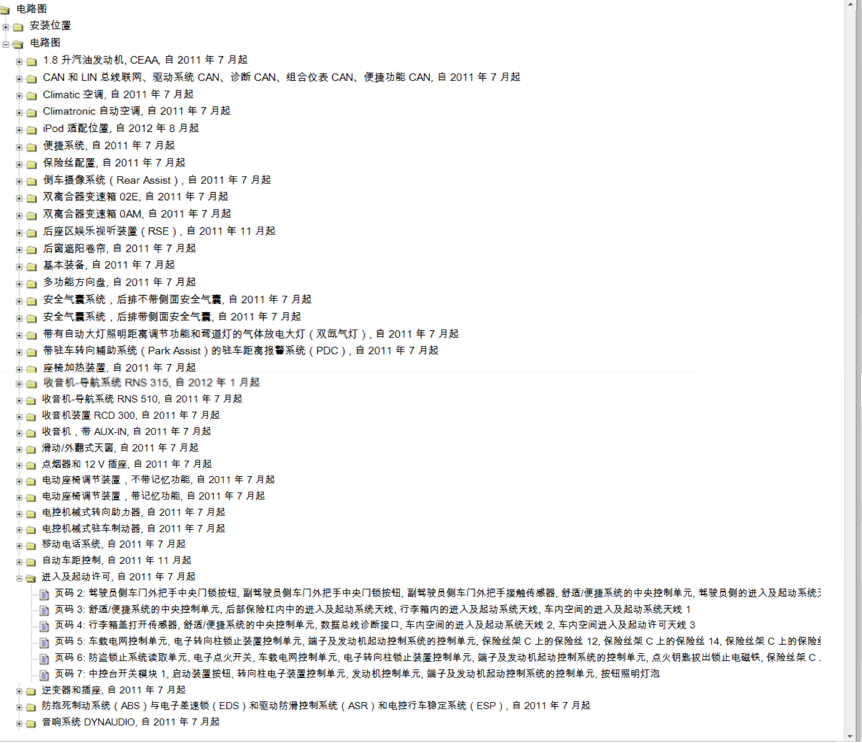 电路图
安装位置
电路图
1.8 升汽油发动机, CEAA, 自 2011 年 7 月起
CAN 和 LIN 总线联网、驱动系统 CAN、诊断 CAN、组合仪表 CAN、便捷功能 CAN, 自 2011 年 7 月起
Climatic 空调, 自 2011 年 7 月起
Climatronic 自动空调, 自 2011 年 7 月起
iPod 适配位置, 自 2012 年 8 月起
便捷系统, 自 2011 年 7 月起
保险丝配置, 自 2011 年 7 月起
倒车摄像系统 ( Rear Assist ) , 自 2011 年 7 月起
双离合器变速箱 02E, 自 2011 年 7 月起
双离合器变速箱 0AM, 自 2011 年 7 月起
后座区娱乐视听装置 ( RSE ) , 自 2011 年 11 月起
后窗遮阳卷帘, 自 2011 年 7 月起
基本装备, 自 2011 年 7 月起
多功能方向盘, 自 2011 年 7 月起
安全气囊系统，后排不带侧面安全气囊, 自 2011 年 7 月起
安全气囊系统，后排带侧面安全气囊, 自 2011 年 7 月起
带有自动大灯照明距离调节功能和弯道灯的气体放电大灯 ( 双氙气灯 ) , 自 2011 年 7 月起
带驻车转向辅助系统 ( Park Assist ) 的驻车距离报警系统 ( PDC ) , 自 2011 年 7 月起
座椅加热装置, 自 2011 年 7 月起
收音机-导航系统 RNS 315, 自 2012 年 1 月起
收音机-导航系统 RNS 510, 自 2011 年 7 月起
收音机装置 RCD 300, 自 2011 年 7 月起
收音机，带 AUX-IN, 自 2011 年 7 月起
滑动/外翻式天窗, 自 2011 年 7 月起
点烟器和 12 V 插座, 自 2011 年 7 月起
电动座椅调节装置，不带记忆功能, 自 2011 年 7 月起
电动座椅调节装置，带记忆功能, 自 2011 年 7 月起
电控机械式转向助力器, 自 2011 年 7 月起
电控机械式驻车制动器, 自 2011 年 7 月起
移动电话系统, 自 2011 年 7 月起
自动车距控制, 自 2011 年 11 月起
进入及起动许可, 自 2011 年 7 月起
页码 2: 驾驶员侧车门外把手中央门锁按钮, 副驾驶员侧车门外把手中央门锁按钮, 副驾驶员侧车门外把手接触传感器, 舒适/便捷系统的中央控制单元, 驾驶员侧的进入及起动系统
页码 3: 舒适/便捷系统的中央控制单元, 后部保险杠内中的进入及起动系统天线, 行李箱内的进入及起动系统天线, 车内空间的进入及起动系统天线 1
页码 4: 行李箱盖打开传感器, 舒适/便捷系统的中央控制单元, 数据总线诊断接口, 车内空间的进入及起动系统天线 2, 车内空间进入及起动许可天线 3
页码 5: 车载电网控制单元, 电子转向柱锁止装置控制单元, 端子及发动机起动控制系统的控制单元, 保险丝架 C 上的保险丝 12, 保险丝架 C 上的保险丝 14, 保险丝架 C 上的保险丝
页码 6: 防盗锁止系统读取单元, 电子点火开关, 车载电网控制单元, 电子转向柱锁止装置控制单元, 端子及发动机起动控制系统的控制单元, 点火钥匙拔出锁止电磁铁, 保险丝架 C
页码 7: 中控台开关模块 1, 启动装置按钮, 转向柱电子装置控制单元, 发动机控制单元, 端子及发动机起动控制系统的控制单元, 按钮照明灯泡
逆变器和插座, 自 2011 年 7 月起
防抱死制动系统 ( ABS ) 与电子差速锁 ( EDS ) 和驱动防滑控制系统 ( ASR ) 和电控行车稳定系统 ( ESP ) , 自 2011 年 7 月起
音响系统 DYNAUDIO, 自 2011 年 7 月起